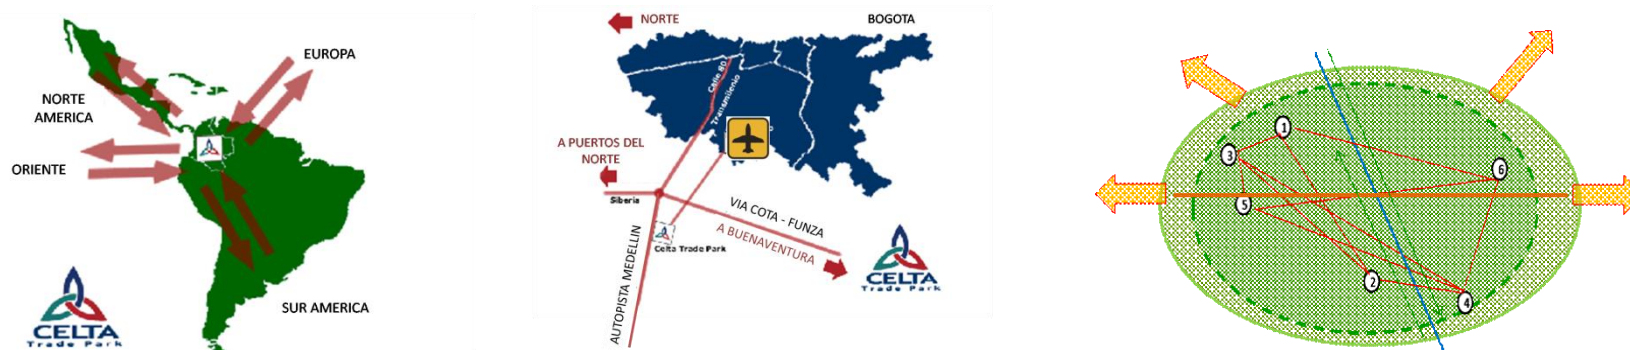 EUROPA
NORTE
AMERICA
ORIENTE
SUR AMERICA
CELTA
Trade Park
NORTE
BOGOTA
Calle 80
Transmilenio
A PUERTOS DEL
NORTE
Siberia
VIA COTA - FUNZA
A BUENAVENTURA
Celta Trade Park
AUTOPISTA MEDELLIN
CELTA
Trade Park
1
3
6
5
2
4